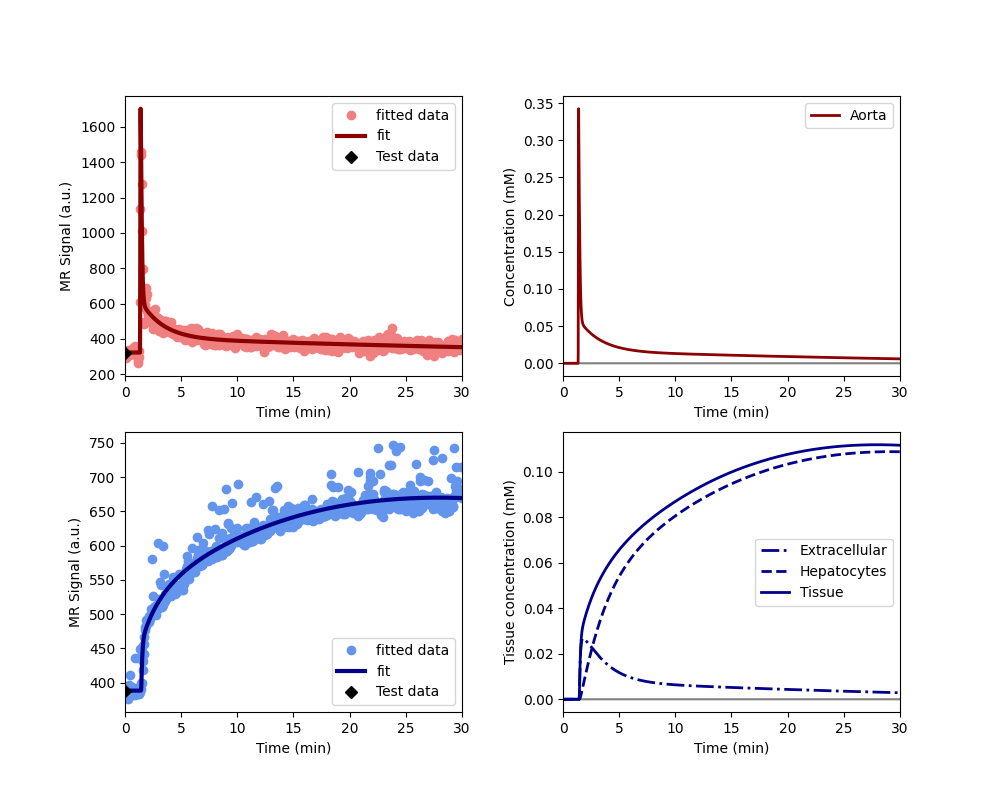 MR Signal (a.u.)
1600
1400
1200
1000
800
600
400
200
0 5 10 15 20 25 30
Time (min)
fitted data
fit
Test data
Concentration (mM)
0.35
0.30
0.25
0.20
0.15
0.10
0.05
0.00
0 5 10 15 20 25 30
Time (min)
Aorta
MR Signal (a.u.)
750
700
650
600
550
500
450
400
0 5 10 15 20 25 30
Time (min)
fitted data
fit
Test data
Tissue concentration (mM)
0.10
0.08
0.06
0.04
0.02
0.00
0 5 10 15 20 25 30
Time (min)
Extracellular
Hepatocytes
Tissue